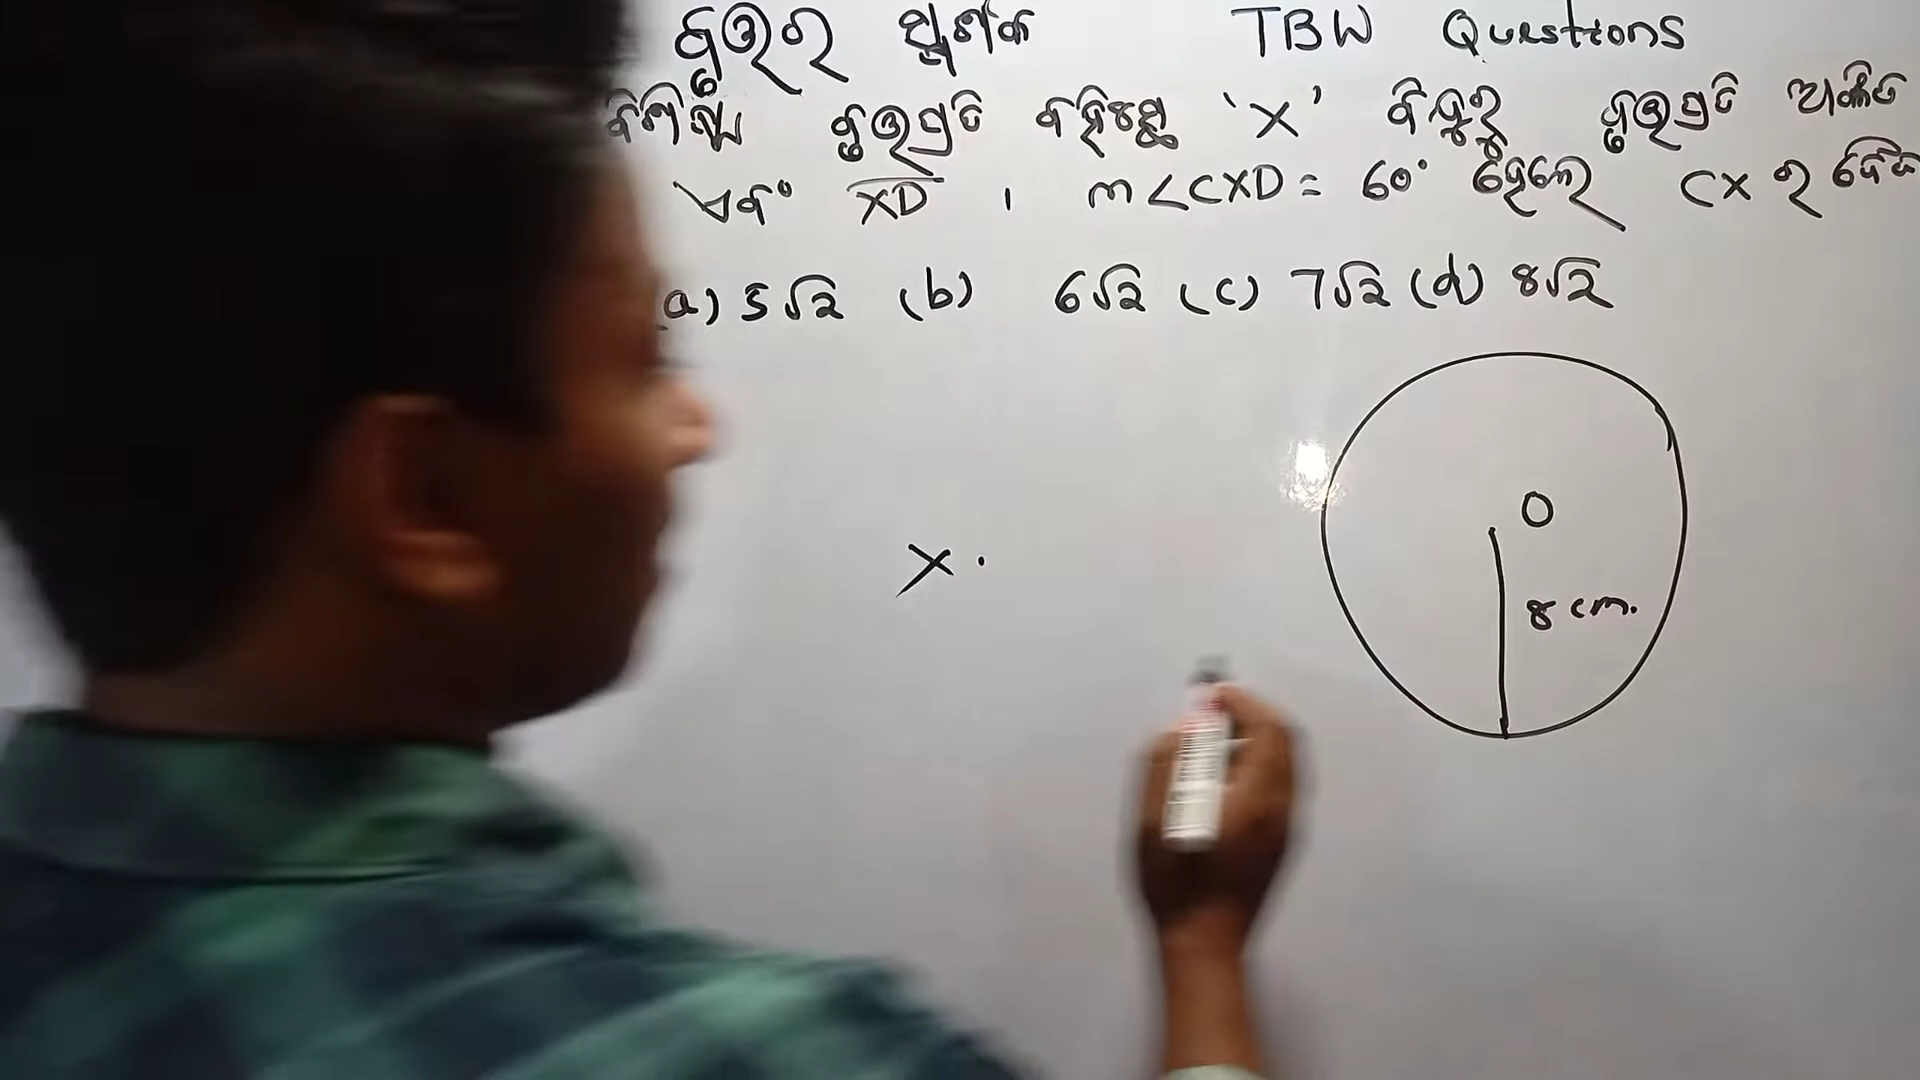 ବୃତ୍ତର ସ୍ପର୍ଶକ TBW Questions
ବିଶିଷ୍ଟ ବୃତ୍ତପ୍ରତି ବହିଃସ୍ଥ 'X' ବିନ୍ଦୁରୁ ବୃତ୍ତପ୍ରତି ଅଙ୍କିତ
ଏବଂ XD , m∠CXD = 60° ହେଲେ CX ର
(a) 5√2 (b) 6√2 (c) 7√2 (d) 8√2
O
X .
8 cm.